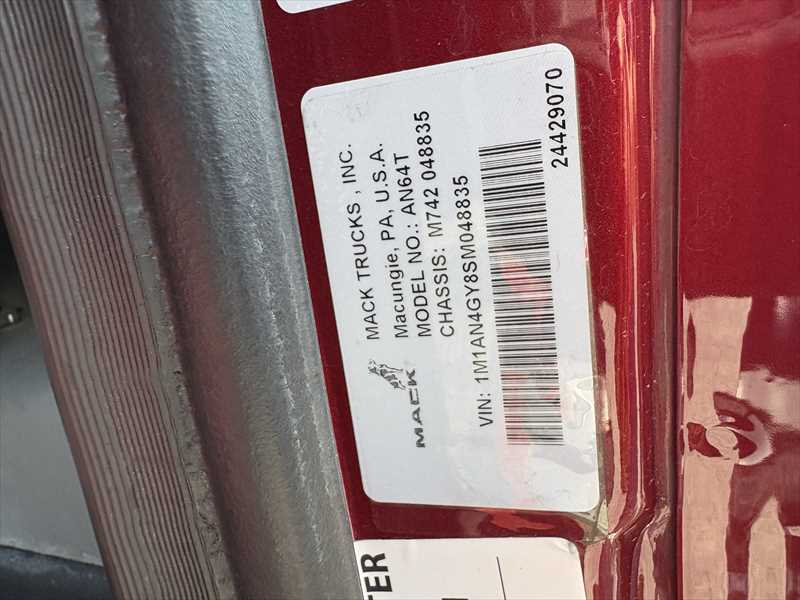 MACK
MACK TRUCKS , INC.
Macungie, PA, U.S.A.
MODEL NO.: AN64T
CHASSIS: M742 048835
VIN: 1M1AN4GY8SM048835
24429070